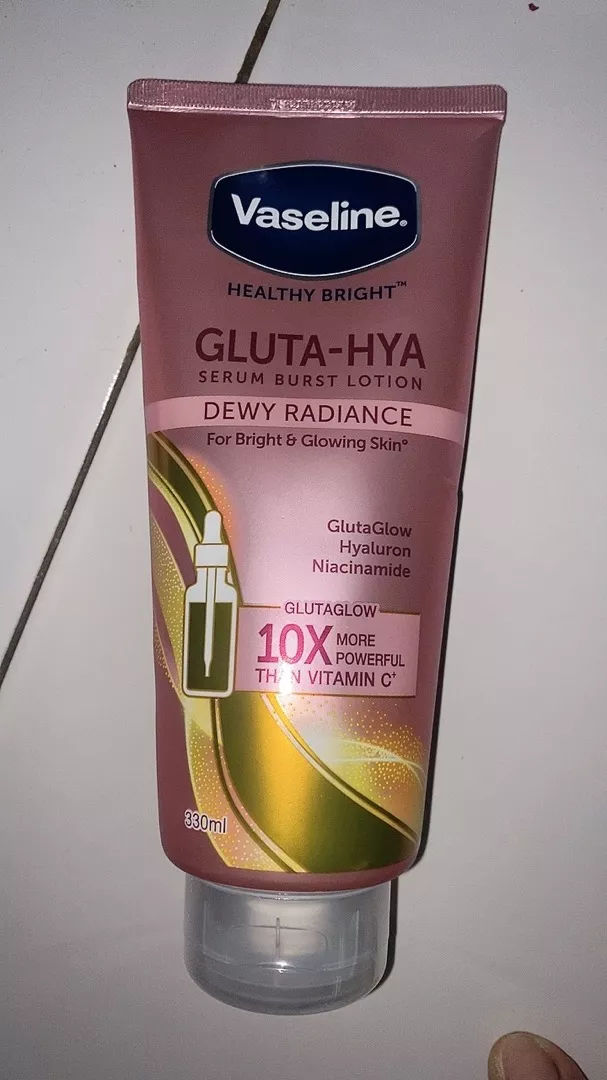 Vaseline®
HEALTHY BRIGHT™
GLUTA-HYA
SERUM BURST LOTION
DEWY RADIANCE
For Bright & Glowing Skin°
GlutaGlow
Hyaluron
Niacinamide
GLUTAGLOW
10X MORE
POWERFUL
THAN VITAMIN C⁺
330ml